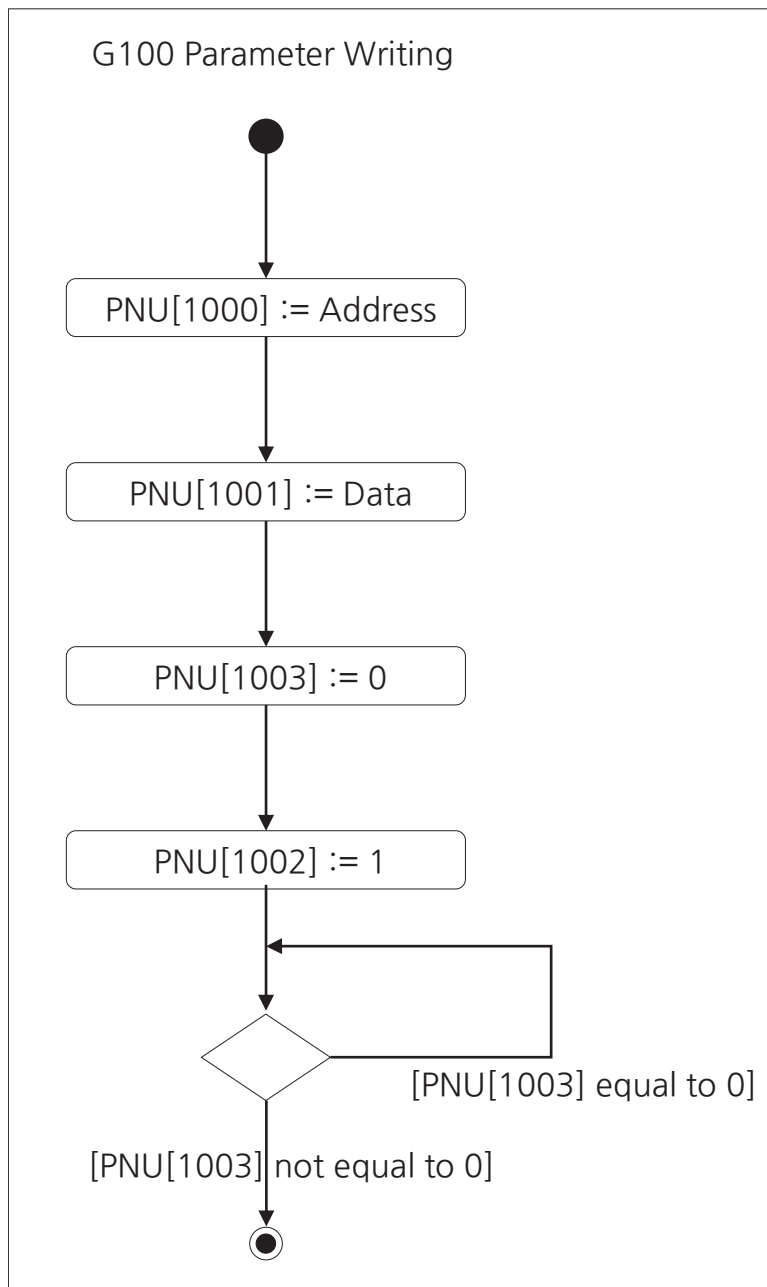 G100 Parameter Writing
PNU[1000] := Address
PNU[1001] := Data
PNU[1003] := 0
PNU[1002] := 1
[PNU[1003] equal to 0]
[PNU[1003] not equal to 0]